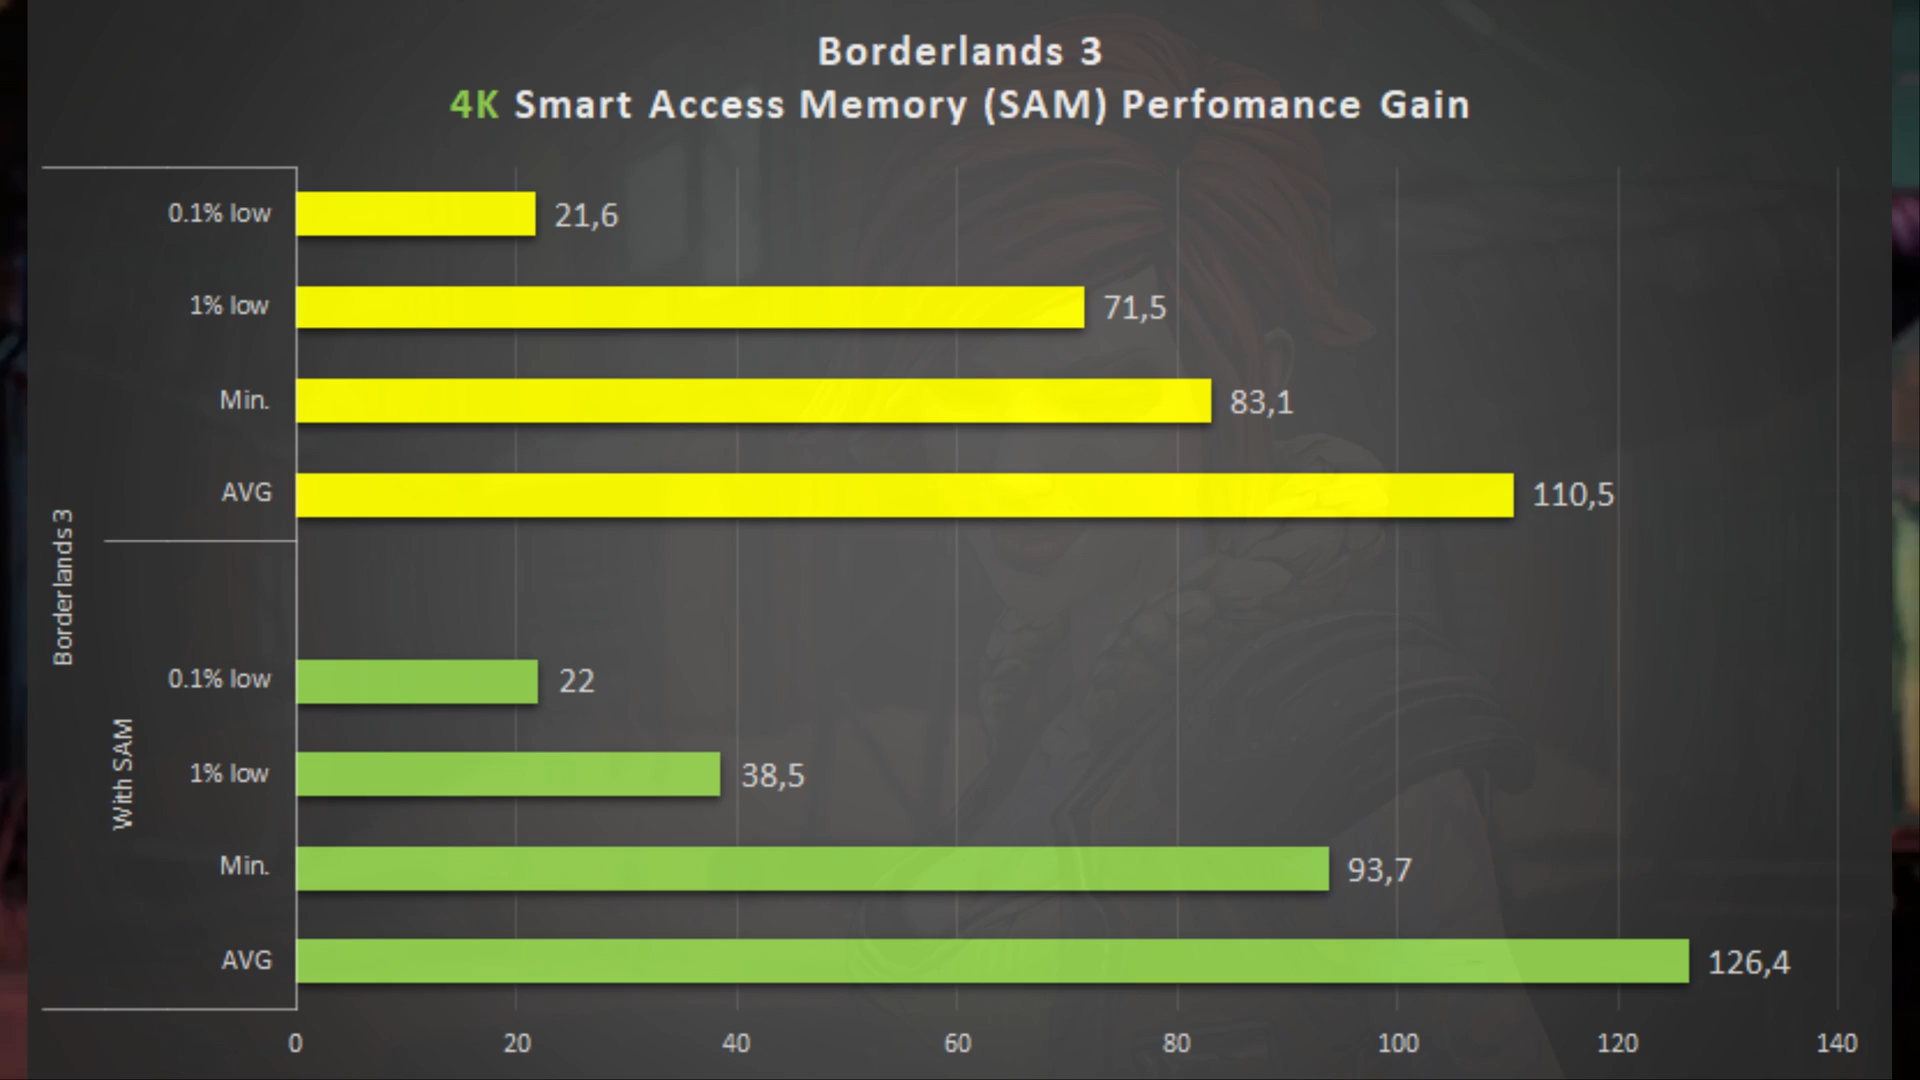 Borderlands 3
4K Smart Access Memory (SAM) Perfomance Gain
0.1% low 21,6
1% low 71,5
Min. 83,1
AVG 110,5
Borderlands 3
0.1% low 22
With SAM
1% low 38,5
Min. 93,7
AVG 126,4
0 20 40 60 80 100 120 140